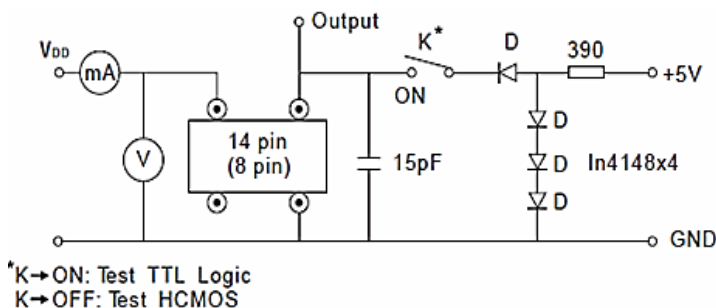 Output
K*
D
390
VDD
mA
+5V
ON
D
14 pin
(8 pin)
V
15pF
D
In4148x4
D
GND
*K→ON: Test TTL Logic
K→OFF: Test HCMOS